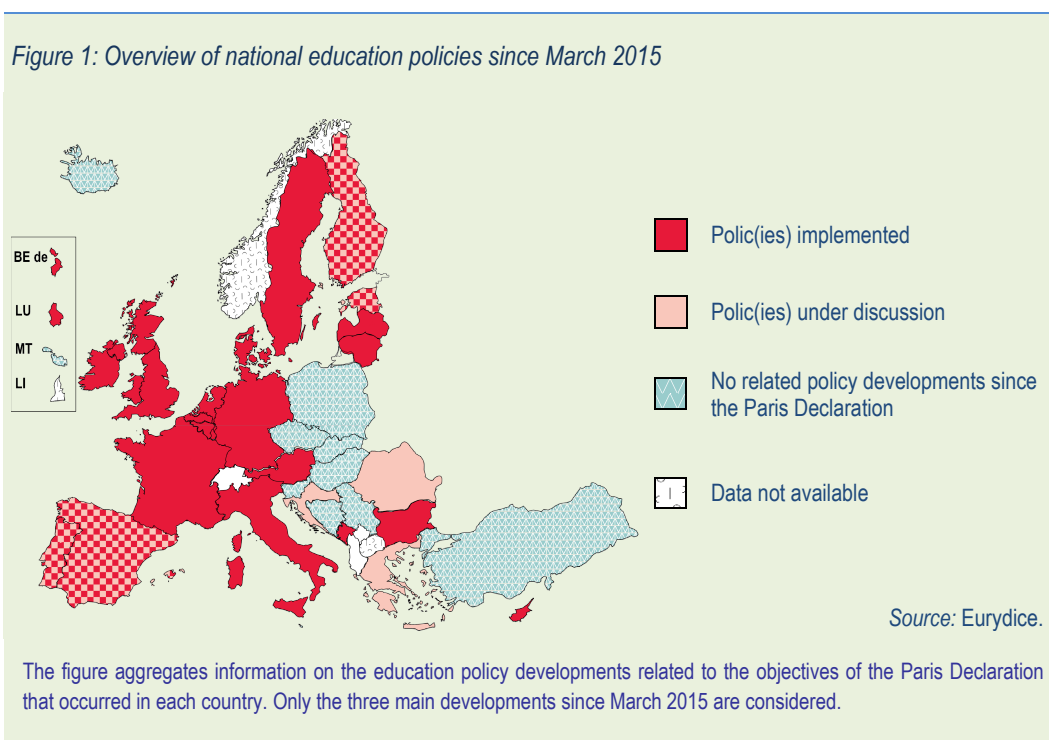 Figure 1: Overview of national education policies since March 2015
BE de
LU
MT
LI
Polic(ies) implemented
Polic(ies) under discussion
No related policy developments since
the Paris Declaration
Data not available
Source: Eurydice.
The figure aggregates information on the education policy developments related to the objectives of the Paris Declaration
that occurred in each country. Only the three main developments since March 2015 are considered.